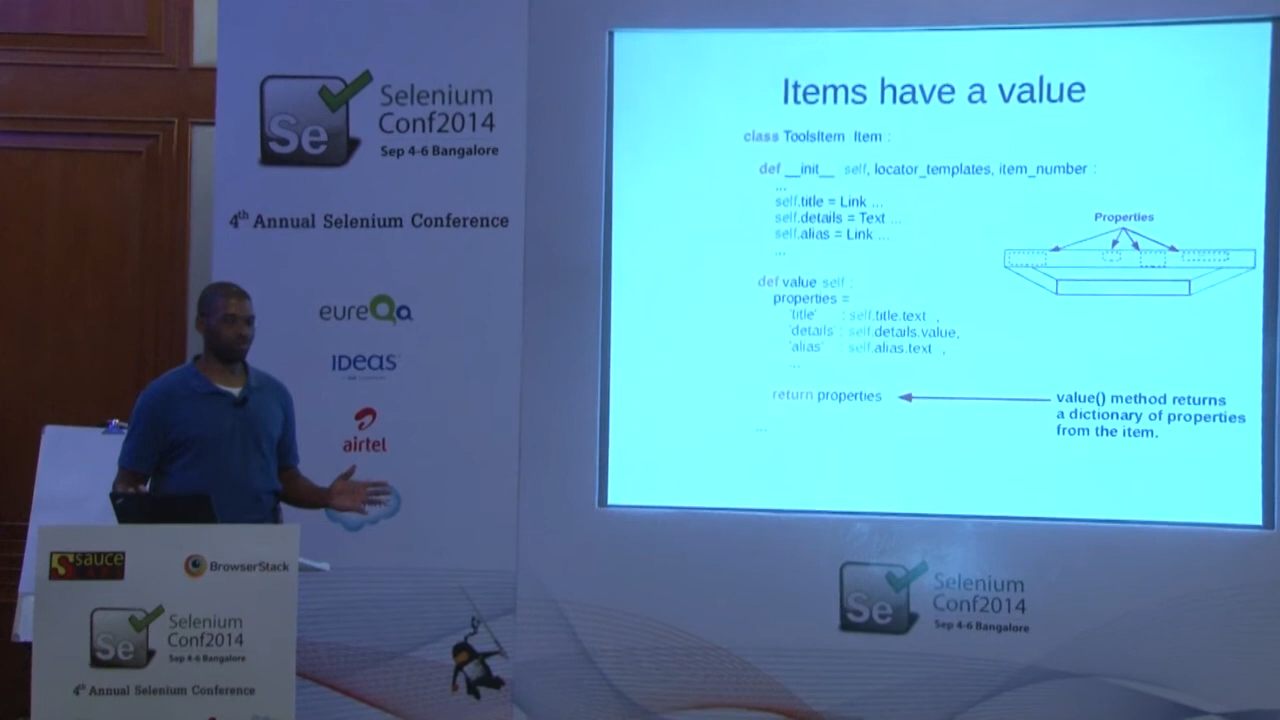 Se
Selenium
Conf2014
Sep 4-6 Bangalore
4th Annual Selenium Conference
eureQa
IDeaS
airtel
Items have a value
class ToolsItem Item :
def __init__ self, locator_templates, item_number :
...
self.title = Link ...
self.details = Text ...
self.alias = Link ...
...
def value self :
properties =
'title' : self.title.text ,
'details : self.details.value,
'alias' : self.alias.text ,
...
return properties
...
Properties
value() method returns
a dictionary of properties
from the item.
sauce
BrowserStack
Se
Selenium
Conf2014
Sep 4-6 Bangalore
4th Annual Selenium Conference
Se
Selenium
Conf2014
Sep 4-6 Bangalore